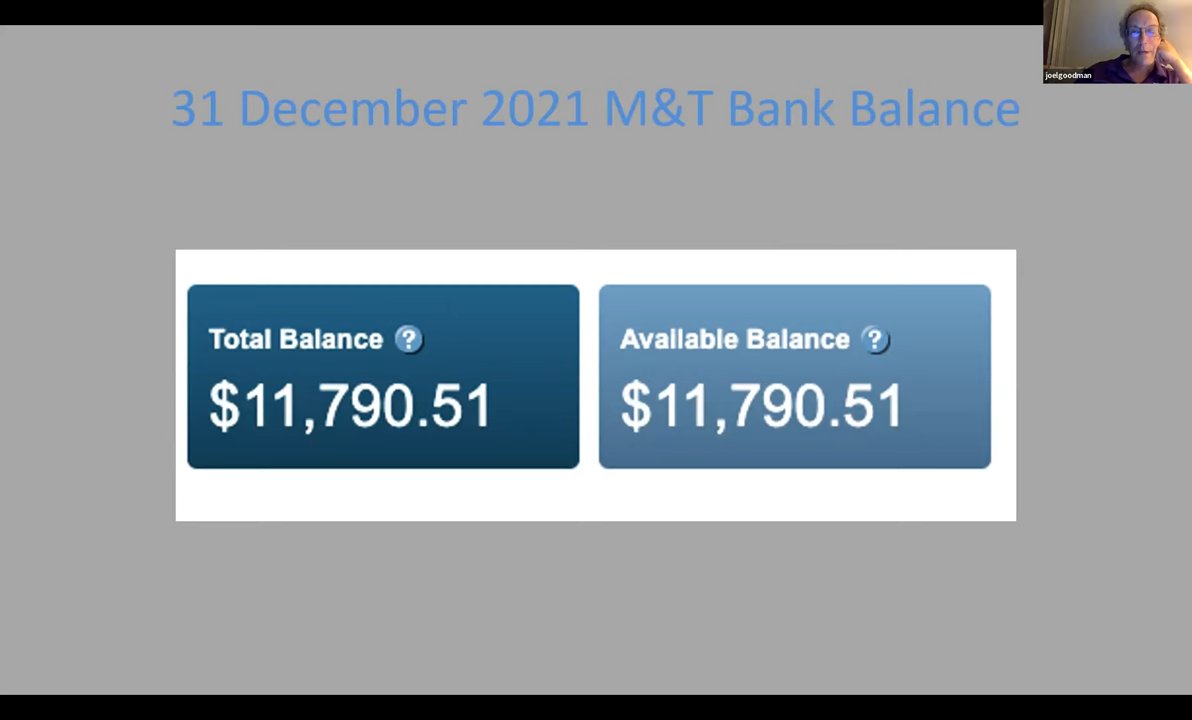 joelgoodman
31 December 2021 M&T Bank Balance
Total Balance ?
$11,790.51
Available Balance ?
$11,790.51